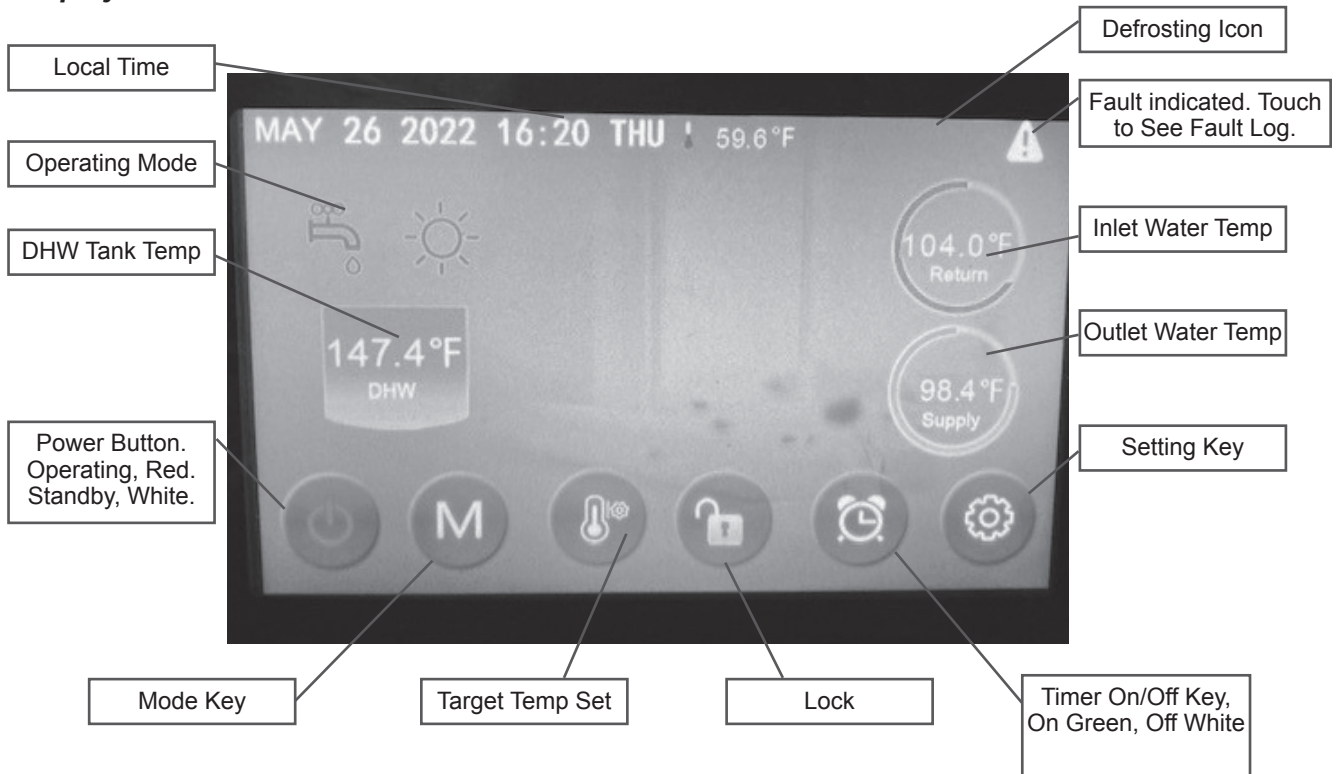 Defrosting Icon
Local Time
Fault indicated. Touch
to See Fault Log.
MAY 26 2022 16:20 THU 59.6°F
Operating Mode
Inlet Water Temp
104.0°F
Return
DHW Tank Temp
Outlet Water Temp
147.4°F
DHW
98.4°F
Supply
Power Button.
Operating, Red.
Standby, White.
Setting Key
M
Mode Key
Target Temp Set
Lock
Timer On/Off Key,
On Green, Off White